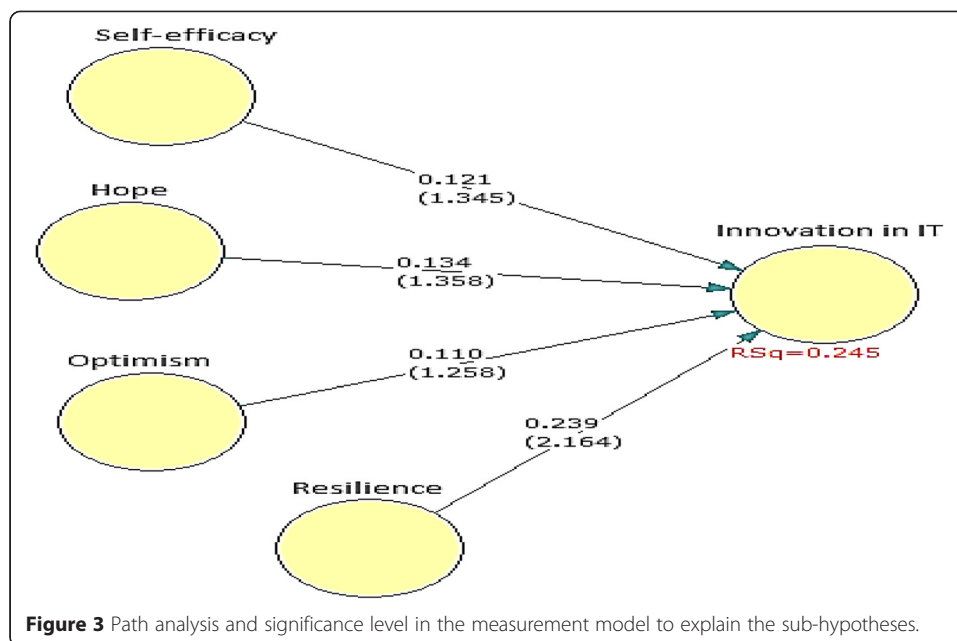 Self-efficacy
0.121
(1.345)
Hope
Innovation in IT
0.134
(1.358)
RSq=0.245
Optimism
0.110
(1.258)
0.239
(2.164)
Resilience
Figure 3 Path analysis and significance level in the measurement model to explain the sub-hypotheses.